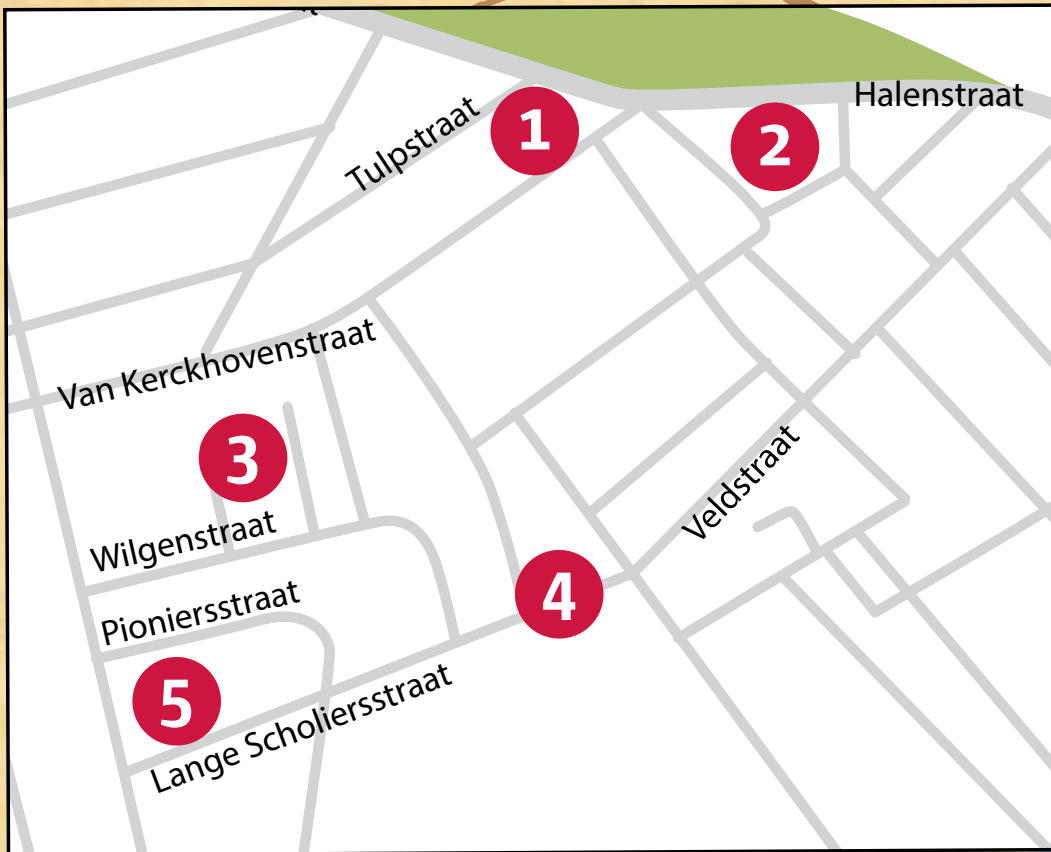 Halenstraat
Tulpstraat
1
2
Van Kerckhovenstraat
3
Veldstraat
Wilgenstraat
4
Pioniersstraat
5
Lange Scholiersstraat